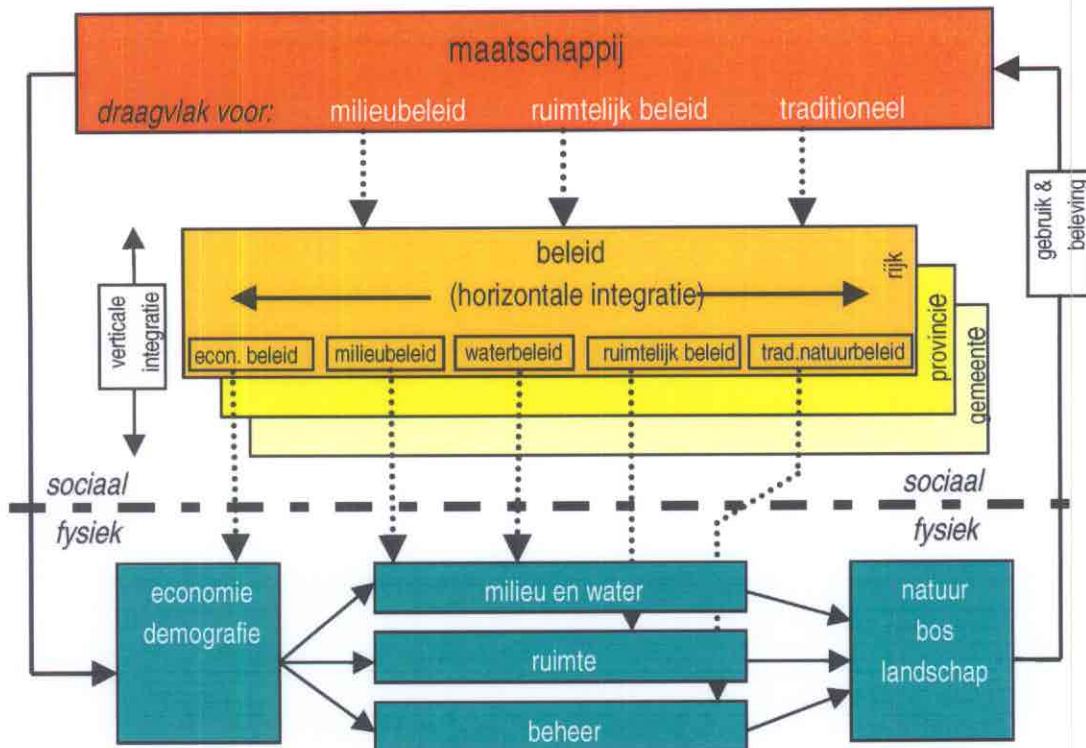 maatschappij
draagvlak voor: milieubeleid ruimtelijk beleid traditioneel
gebruik &
beleving
verticale
integratie
beleid
(horizontale integratie)
rijk
econ. beleid milieubeleid waterbeleid ruimtelijk beleid trad.natuurbeleid
provincie
gemeente
sociaal sociaal
fysiek fysiek
economie
demografie
milieu en water
ruimte
beheer
natuur
bos
landschap